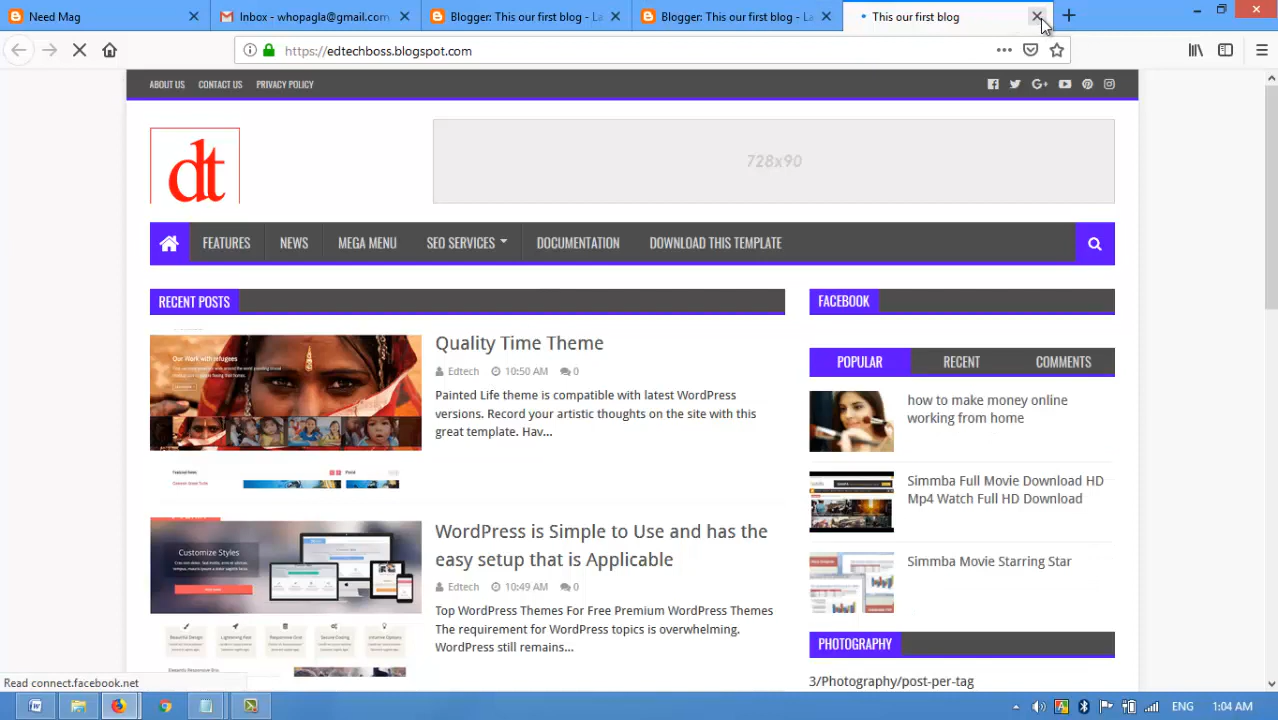 Need Mag
Inbox - whopagla@gmail.com
Blogger: This our first blog - La
Blogger: This our first blog - La
This our first blog
https://edtechboss.blogspot.com
ABOUT US CONTACT US PRIVACY POLICY
dt
728x90
FEATURES NEWS MEGA MENU SEO SERVICES DOCUMENTATION DOWNLOAD THIS TEMPLATE
RECENT POSTS
Our Work with refugees
Quality Time Theme
Edtech 10:50 AM 0
Painted Life theme is compatible with latest WordPress
versions. Record your artistic thoughts on the site with this
great template. Hav...
Customize Styles
WordPress is Simple to Use and has the
easy setup that is Applicable
Edtech 10:49 AM 0
Top WordPress Themes For Free Premium WordPress Themes
The requirement for WordPress topics is overwhelming.
WordPress still remains...
Beautiful Design
FACEBOOK
POPULAR RECENT COMMENTS
how to make money online
working from home
Simmba Full Movie Download HD
Mp4 Watch Full HD Download
Simmba Movie Starring Star
PHOTOGRAPHY
3/Photography/post-per-tag
Read connect.facebook.net
ENG 1:04 AM